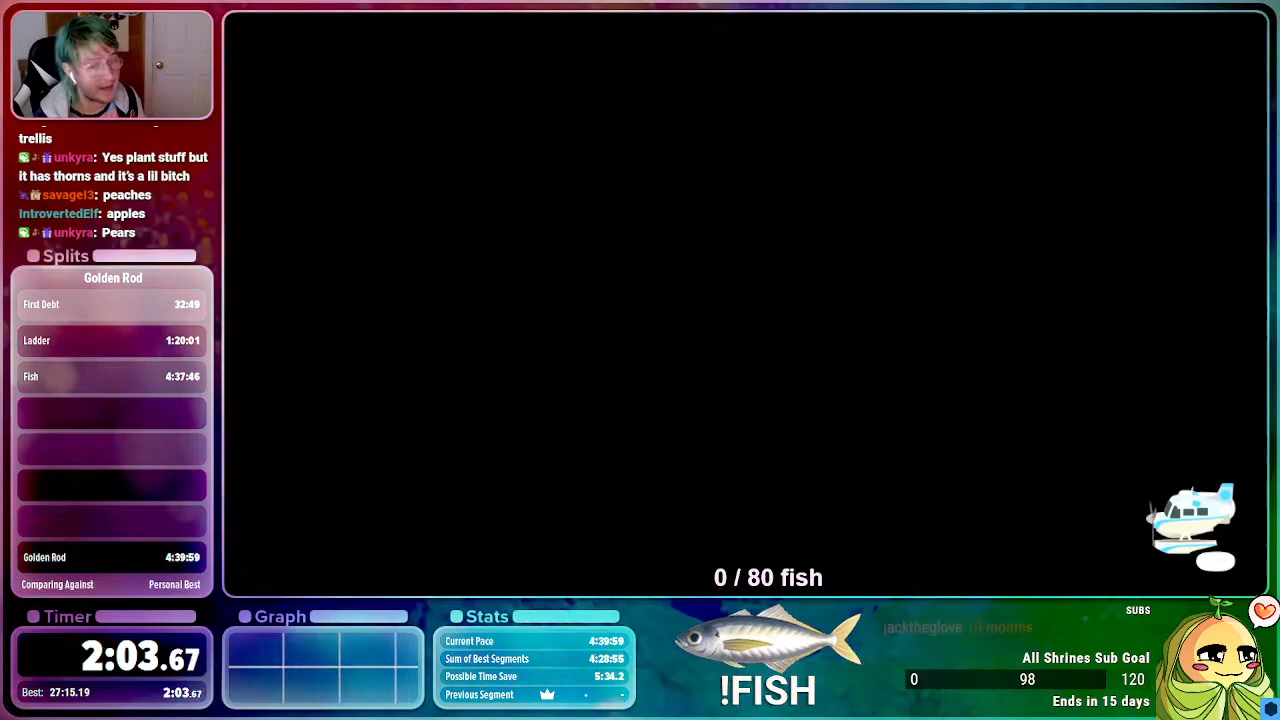 trellis
unkyra: Yes plant stuff but
it has thorns and it's a lil bitch
savagel3: peaches
IntrovertedElf: apples
unkyra: Pears
Splits
Golden Rod
First Debt 32:49
Ladder 1:20:01
Fish 4:37:46
Golden Rod 4:39:59
Comparing Against Personal Best
Timer
2:03.67
Best: 27:15.19 2:03.67
Graph
Stats
Current Pace 4:39:59
Sum of Best Segments 4:28:55
Possible Time Save 5:34.2
Previous Segment - -
0 / 80 fish
!FISH
SUBS
jacktheglove
All Shrines Sub Goal
0 98 120
Ends in 15 days